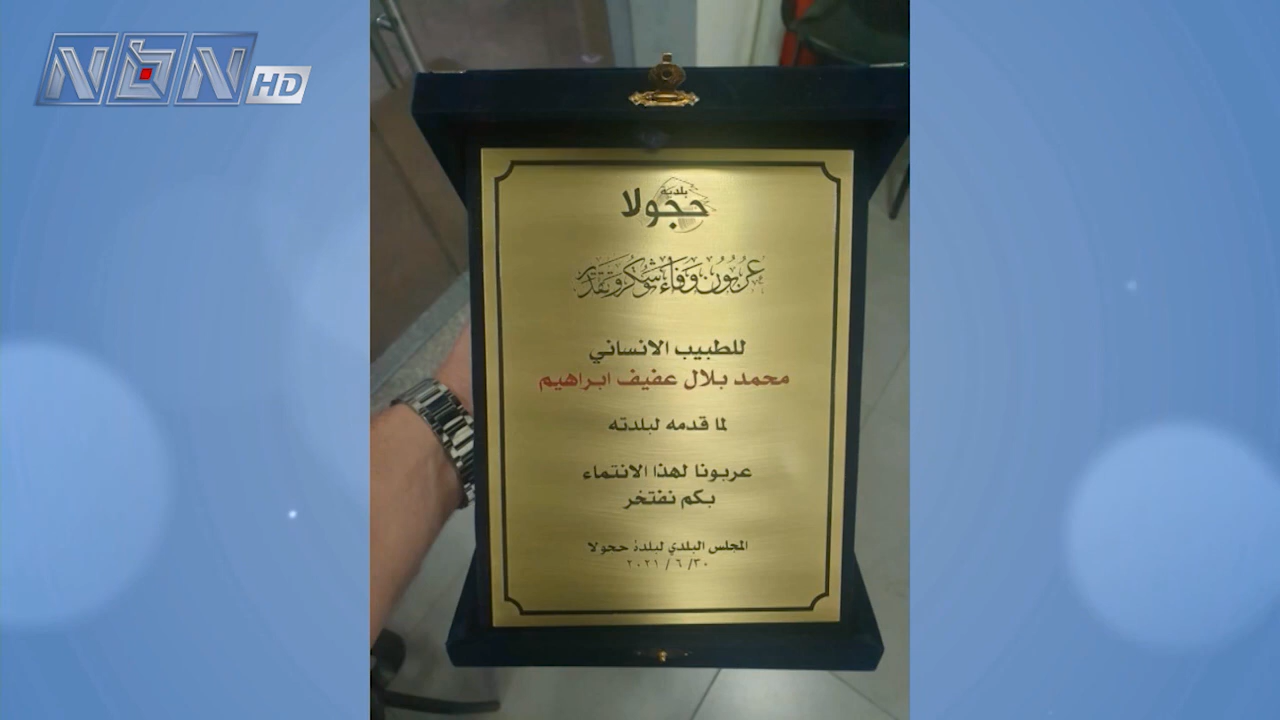 NBN HD
بلدية
حجولا
عربون وفاء وشكر وتقدير
للطبيب الانساني
محمد بلال عفيف ابراهيم
لما قدمه لبلدته
عربونا لهذا الانتماء
بكم نفتخر
المجلس البلدي لبلدة حجولا
٢٠٢١ / ٦ /٣٠